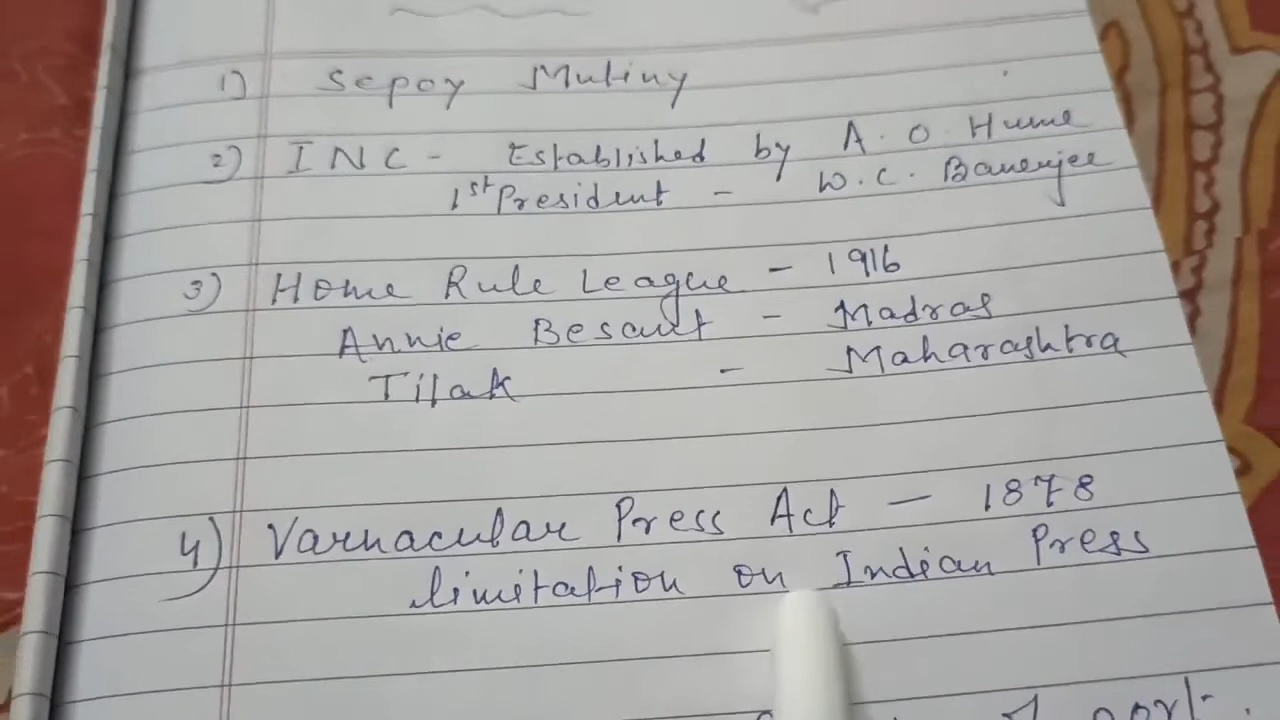 1) Sepoy Mutiny
2) INC - Established by A. O. Hume
1st President - W. C. Banerjee
3) Home Rule League - 1916
Annie Besant - Madras
Tilak - Maharashtra
4) Varnacular Press Act - 1878
limitation on Indian Press